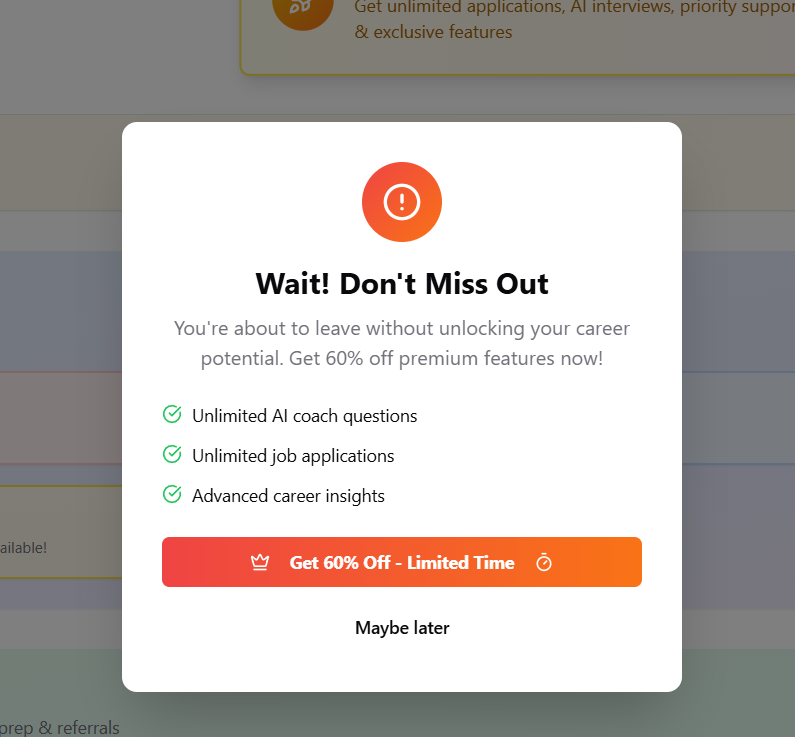 Get unlimited applications, AI interviews, priority
& exclusive features
Wait! Don't Miss Out
You're about to leave without unlocking your career
potential. Get 60% off premium features now!
Unlimited AI coach questions
Unlimited job applications
Advanced career insights
ailable!
Get 60% Off - Limited Time
Maybe later
prep & referrals